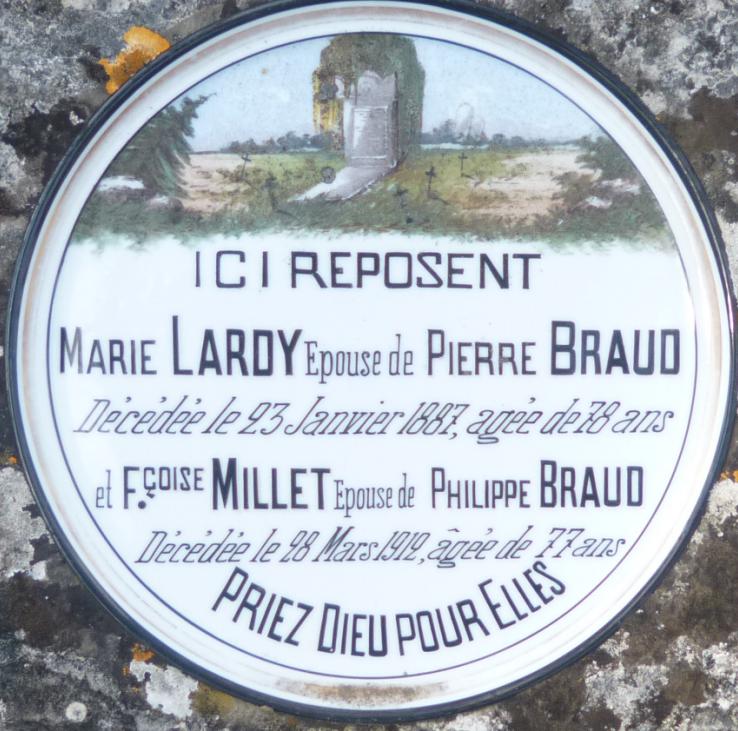 ICI REPOSENT
MARIE LARDY Epouse de PIERRE BRAUD
Décédée le 23 Janvier 1887, agée de 78 ans
et F.çOISE MILLET Epouse de PHILIPPE BRAUD
Décédée le 28 Mars 1912, âgée de 77 ans
PRIEZ DIEU POUR ELLES